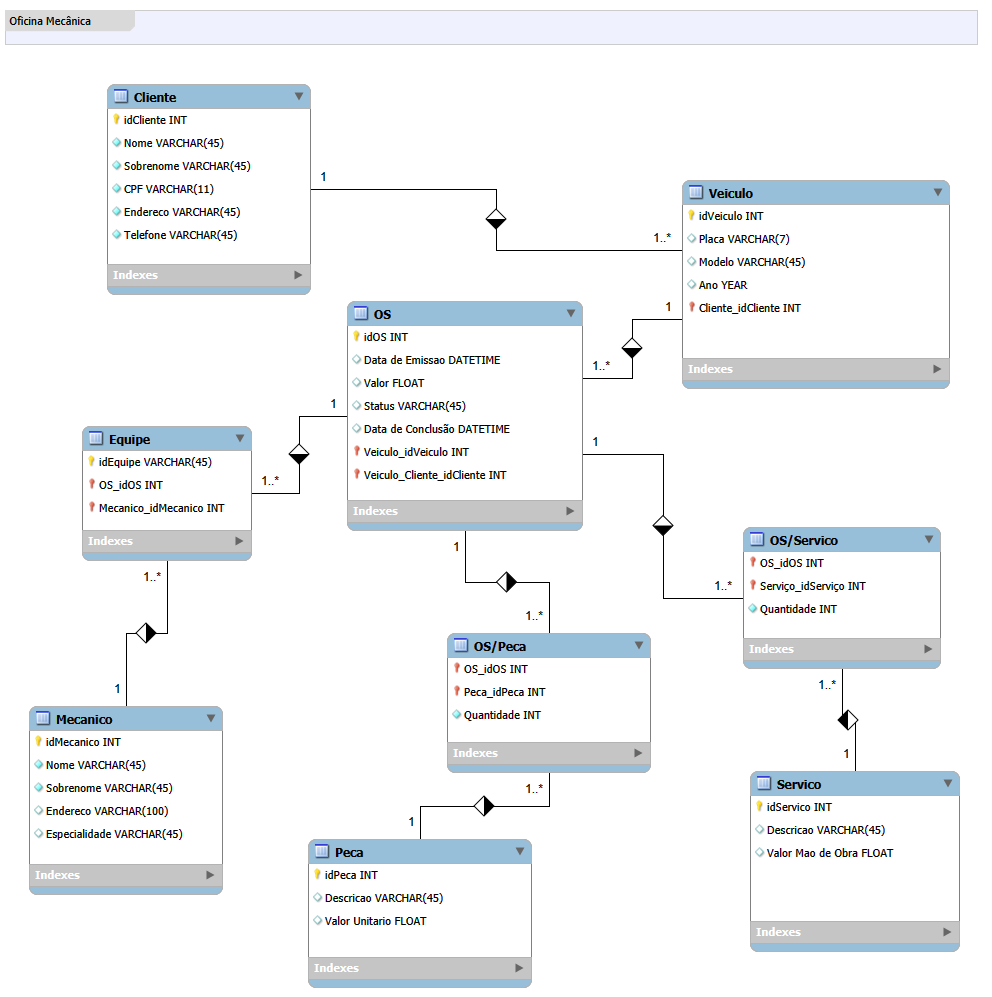 Oficina Mecânica
Cliente
idCliente INT
Nome VARCHAR(45)
Sobrenome VARCHAR(45)
CPF VARCHAR(11)
Endereco VARCHAR(45)
Telefone VARCHAR(45)
Indexes
1
1..*
Veiculo
idVeiculo INT
Placa VARCHAR(7)
Modelo VARCHAR(45)
Ano YEAR
Cliente_idCliente INT
Indexes
1
1..*
OS
idOS INT
Data de Emissao DATETIME
Valor FLOAT
Status VARCHAR(45)
Data de Conclusão DATETIME
Veiculo_idVeiculo INT
Veiculo_Cliente_idCliente INT
Indexes
1
1..*
Equipe
idEquipe VARCHAR(45)
OS_idOS INT
Mecanico_idMecanico INT
Indexes
1..*
1
Mecanico
idMecanico INT
Nome VARCHAR(45)
Sobrenome VARCHAR(45)
Endereco VARCHAR(100)
Especialidade VARCHAR(45)
Indexes
1
1..*
OS/Peca
OS_idOS INT
Peca_idPeca INT
Quantidade INT
Indexes
1..*
1
Peca
idPeca INT
Descricao VARCHAR(45)
Valor Unitario FLOAT
Indexes
1
1..*
OS/Servico
OS_idOS INT
Serviço_idServiço INT
Quantidade INT
Indexes
1..*
1
Servico
idServico INT
Descricao VARCHAR(45)
Valor Mao de Obra FLOAT
Indexes